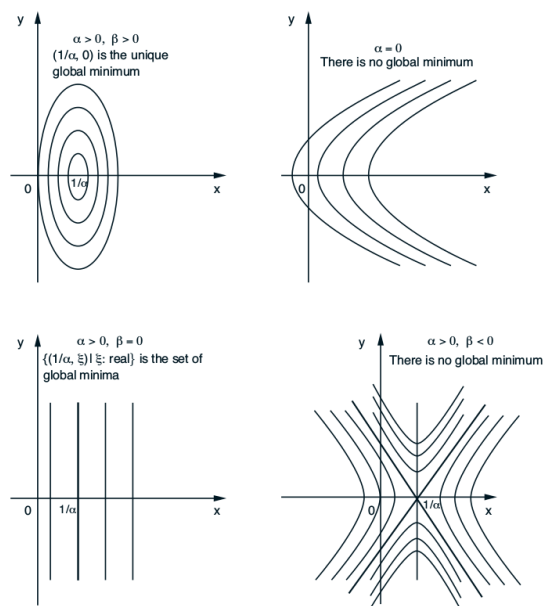 y
α > 0, β > 0
(1/α, 0) is the unique
global minimum
1/α
0
x
y
α = 0
There is no global minimum
0
x
y
α > 0, β = 0
{(1/α, ξ) | ξ: real} is the set of
global minima
0
1/α
x
y
α > 0, β < 0
There is no global minimum
0
1/α
x